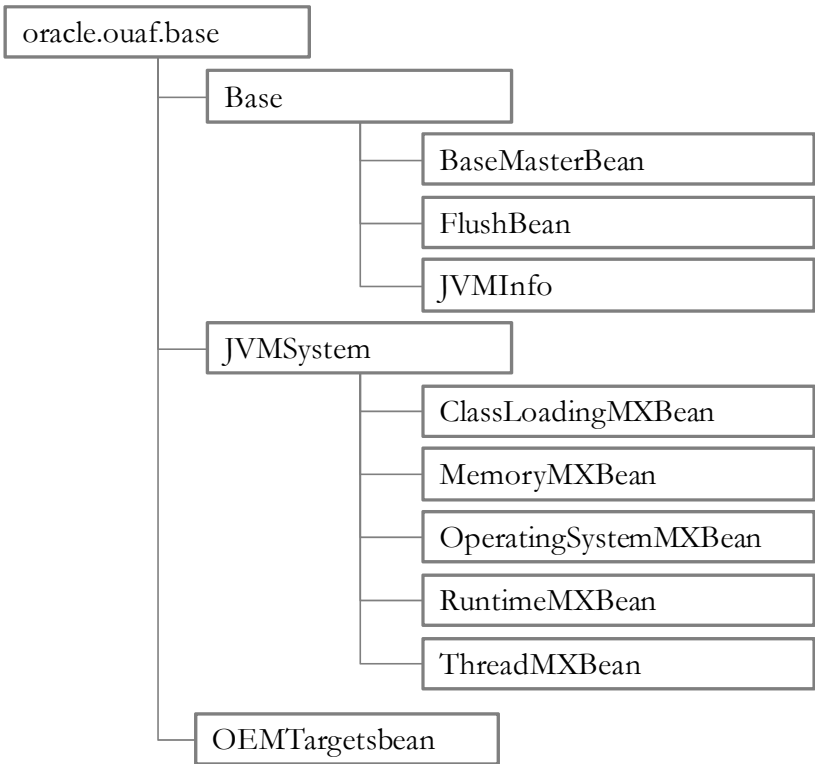 oracle.ouaf.base
Base
BaseMasterBean
FlushBean
JVMInfo
JVMSystem
ClassLoadingMXBean
MemoryMXBean
OperatingSystemMXBean
RuntimeMXBean
ThreadMXBean
OEMTargetsbean